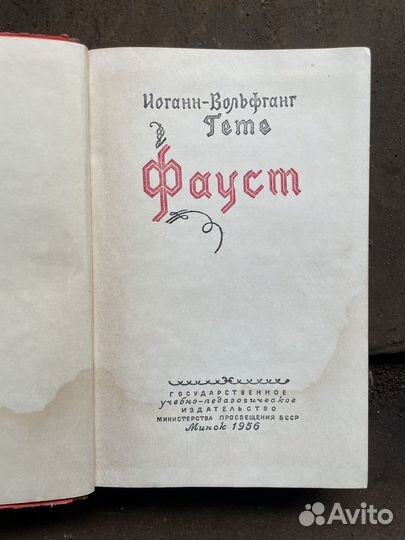 Иоганн-Вольфганг
Гете
Фауст
ГОСУДАРСТВЕННОЕ
учебно-педагогическое
ИЗДАТЕЛЬСТВО
МИНИСТЕРСТВА ПРОСВЕЩЕНИЯ БССР
Минск 1956
Avito